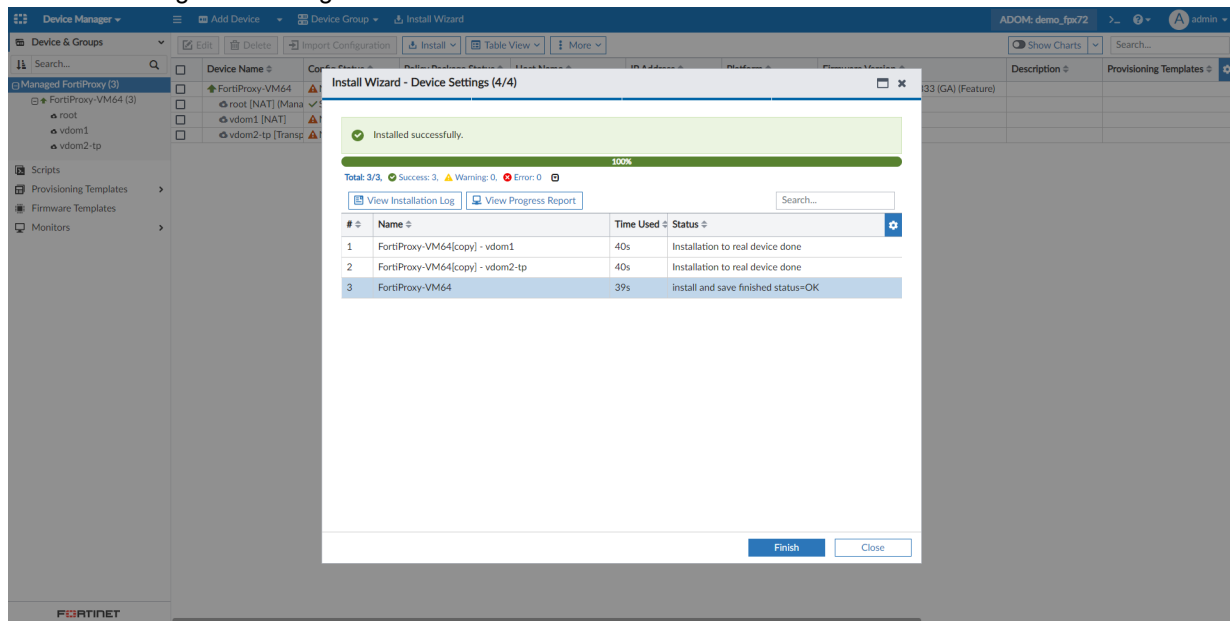 Device Manager
Add Device
Device Group
Install Wizard
ADOM: demo_fpx72
A admin
Device & Groups
Edit
Delete
Import Configuration
Install
Table View
More
Show Charts
Search...
Search...
Device Name
Description
Provisioning Templates
Managed FortiProxy (3)
FortiProxy-VM64 (3)
root
vdom1
vdom2-tp
FortiProxy-VM64
333 (GA) (Feature)
root [NAT] (Mana
vdom1 [NAT]
vdom2-tp [Transp
Scripts
Provisioning Templates
Firmware Templates
Monitors
Install Wizard - Device Settings (4/4)
Installed successfully.
100%
Total: 3/3, Success: 3, Warning: 0, Error: 0
View Installation Log
View Progress Report
Search...
# Name Time Used Status
1 FortiProxy-VM64[copy] - vdom1 40s Installation to real device done
2 FortiProxy-VM64[copy] - vdom2-tp 40s Installation to real device done
3 FortiProxy-VM64 39s install and save finished status=OK
Finish
Close
FORTINET